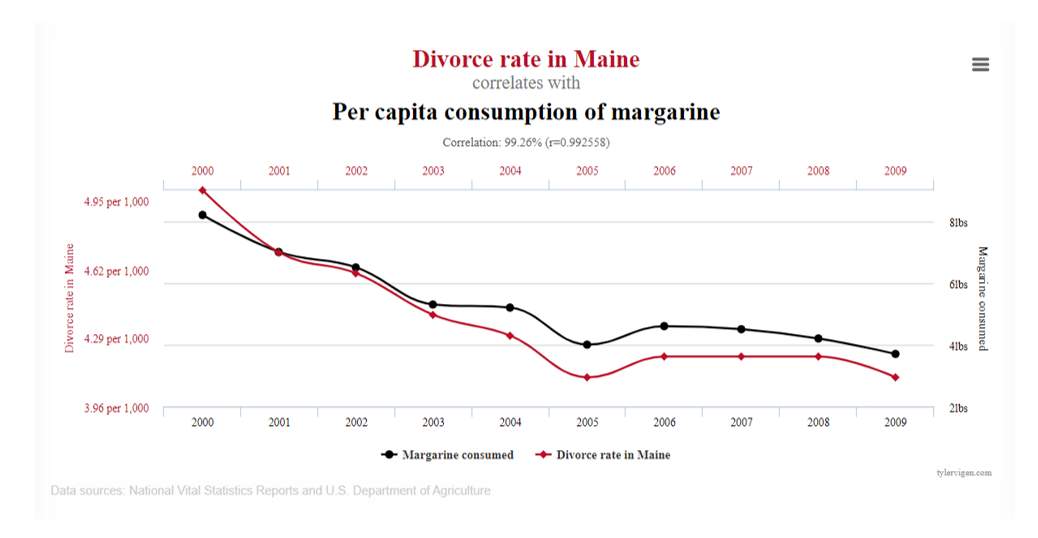 Divorce rate in Maine
correlates with
Per capita consumption of margarine
Correlation: 99.26% (r=0.992558)
2000 2001 2002 2003 2004 2005 2006 2007 2008 2009
4.95 per 1,000
8lbs
4.62 per 1,000
6lbs
Divorce rate in Maine
Margarine consumed
4.29 per 1,000
4lbs
3.96 per 1,000
2lbs
2000 2001 2002 2003 2004 2005 2006 2007 2008 2009
Margarine consumed Divorce rate in Maine
tylervigen.com
Data sources: National Vital Statistics Reports and U.S. Department of Agriculture